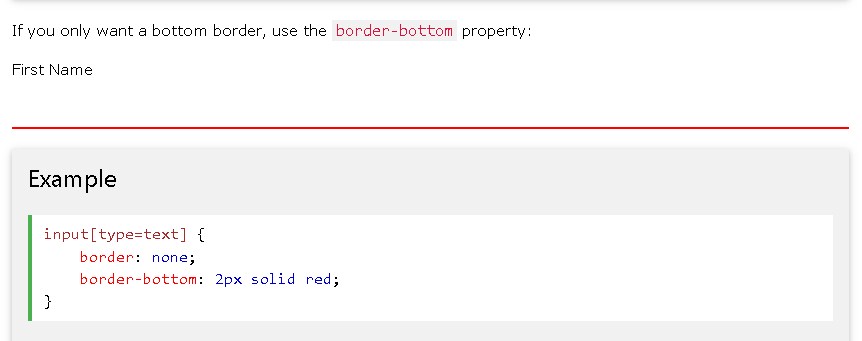 If you only want a bottom border, use the border-bottom property:
First Name
Example
input[type=text] {
    border: none;
    border-bottom: 2px solid red;
}